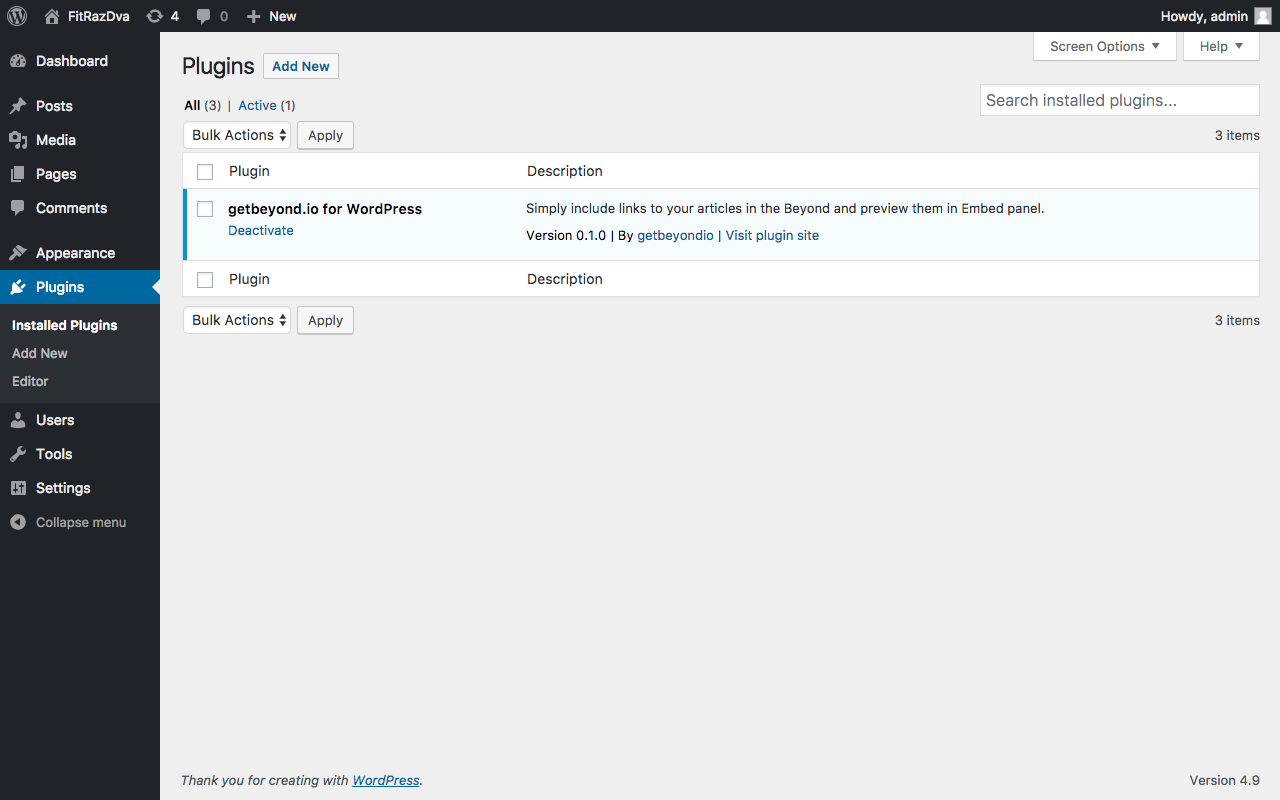 FitRazDva 4 0 New Howdy, admin
Screen Options Help
Dashboard
Posts
Media
Pages
Comments
Appearance
Plugins
Installed Plugins
Add New
Editor
Users
Tools
Settings
Collapse menu
Plugins Add New
All (3) | Active (1)
Search installed plugins...
Bulk Actions Apply 3 items
Plugin Description
getbeyond.io for WordPress Simply include links to your articles in the Beyond and preview them in Embed panel.
Deactivate Version 0.1.0 | By getbeyondio | Visit plugin site
Plugin Description
Bulk Actions Apply 3 items
Thank you for creating with WordPress. Version 4.9